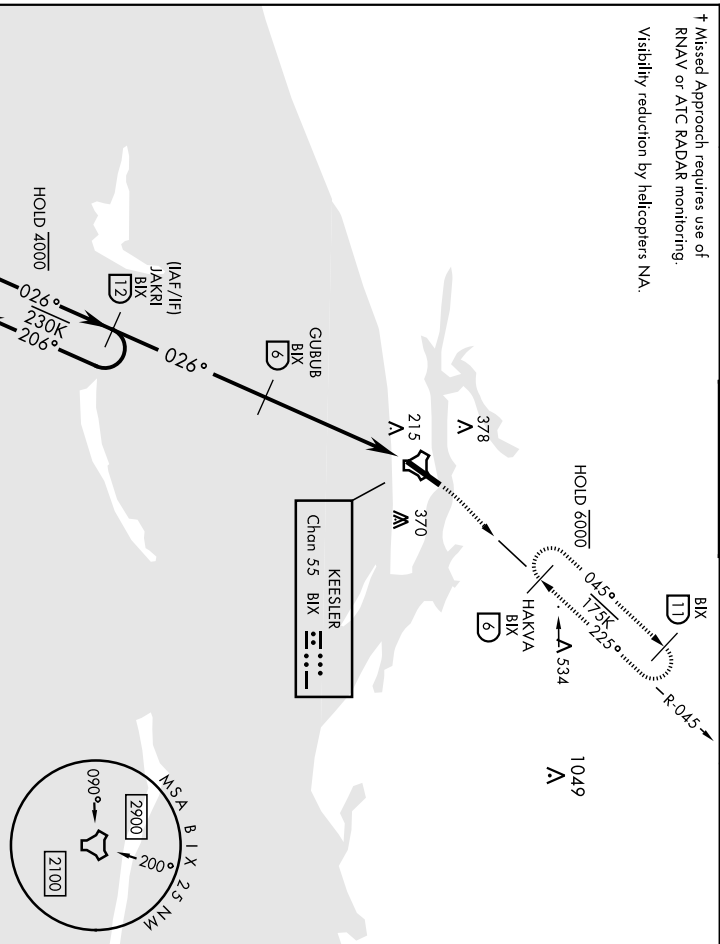 † Missed Approach requires use of
RNAV or ATC RADAR monitoring.
Visibility reduction by helicopters NA.
BIX
11
R-045
HOLD 6000
045°
175K
225°
HAKVA
BIX
6
534
1049
378
215
370
KEESLER
Chan 55 BIX
GUBUB
BIX
6
026°
(IAF/IF)
JAKRI
BIX
12
HOLD 4000
026°
230K
206°
MSA BIX 25 NM
2900
090°
200°
2100